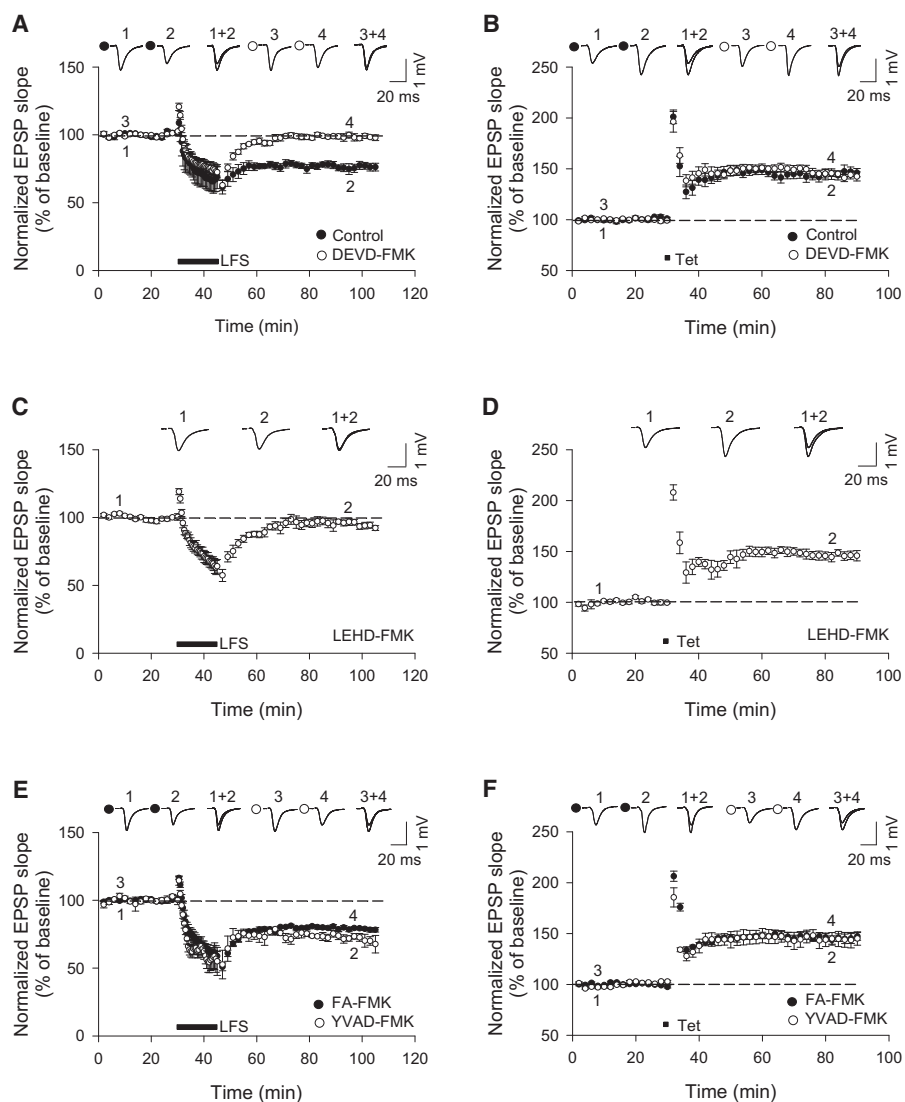 A
1 2 1+2 3 4 3+4
1 mV
20 ms
Normalized EPSP slope
(% of baseline)
150
100
50
0
3
1
4
2
Control
DEVD-FMK
LFS
0 20 40 60 80 100 120
Time (min)
B
1 2 1+2 3 4 3+4
1 mV
20 ms
Normalized EPSP slope
(% of baseline)
250
200
150
100
50
3
1
4
2
Control
DEVD-FMK
Tet
0 20 40 60 80 100
Time (min)
C
1 2 1+2
1 mV
20 ms
Normalized EPSP slope
(% of baseline)
150
100
50
0
1
2
LFS
LEHD-FMK
0 20 40 60 80 100 120
Time (min)
D
1 2 1+2
1 mV
20 ms
Normalized EPSP slope
(% of baseline)
250
200
150
100
50
1
2
Tet
LEHD-FMK
0 20 40 60 80 100
Time (min)
E
1 2 1+2 3 4 3+4
1 mV
20 ms
Normalized EPSP slope
(% of baseline)
150
100
50
0
3
1
4
2
FA-FMK
YVAD-FMK
LFS
0 20 40 60 80 100 120
Time (min)
F
1 2 1+2 3 4 3+4
1 mV
20 ms
Normalized EPSP slope
(% of baseline)
250
200
150
100
50
3
1
4
2
FA-FMK
YVAD-FMK
Tet
0 20 40 60 80 100
Time (min)